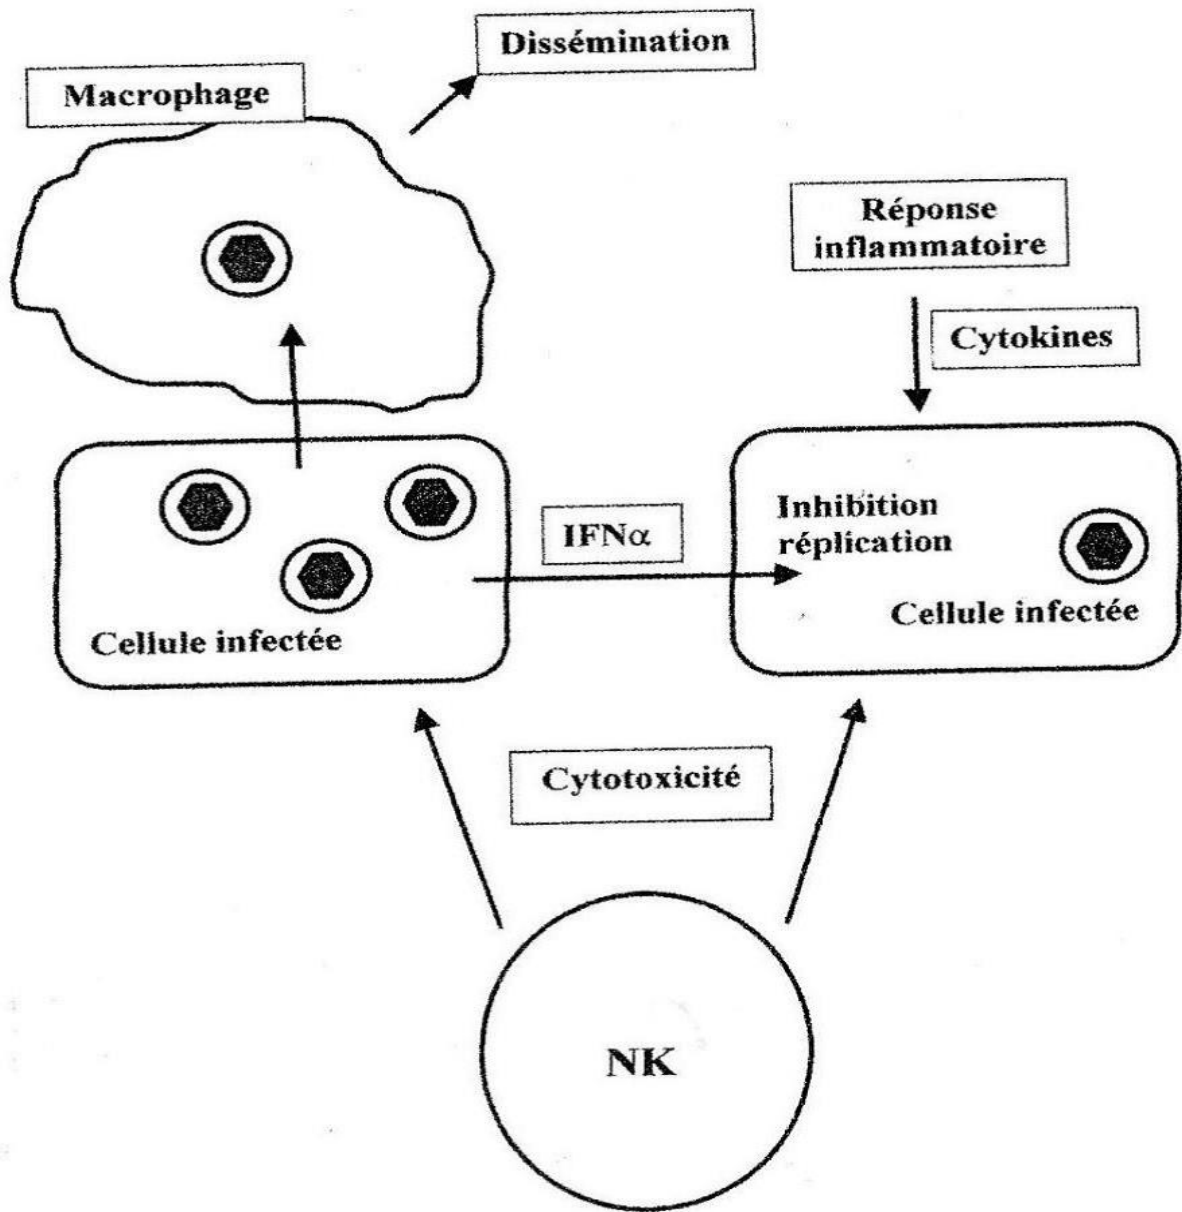 Dissémination
Macrophage
Réponse
inflammatoire
Cytokines
IFNα
Inhibition
réplication
Cellule infectée
Cellule infectée
Cytotoxicité
NK